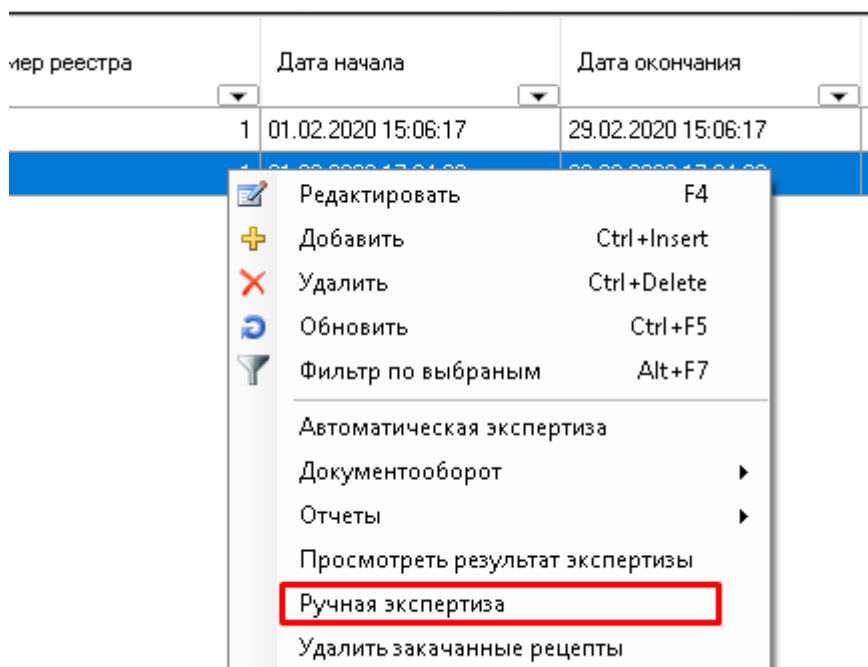 мер реестра Дата начала Дата окончания
1 01.02.2020 15:06:17 29.02.2020 15:06:17
Редактировать F4
Добавить Ctrl+Insert
Удалить Ctrl+Delete
Обновить Ctrl+F5
Фильтр по выбраным Alt+F7
Автоматическая экспертиза
Документооборот
Отчеты
Просмотреть результат экспертизы
Ручная экспертиза
Удалить закачанные рецепты